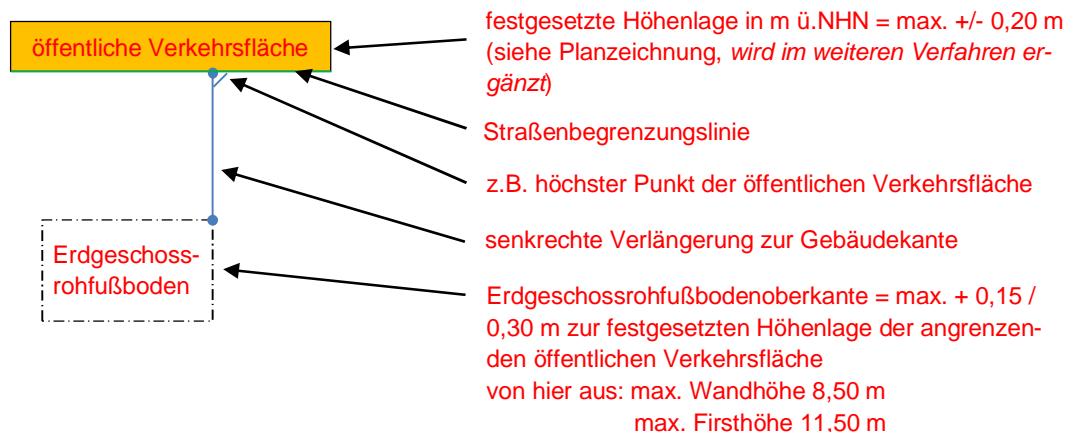 öffentliche Verkehrsfläche
festgesetzte Höhenlage in m ü.NHN = max. +/- 0,20 m
(siehe Planzeichnung, wird im weiteren Verfahren er-
gänzt)
Straßenbegrenzungslinie
z.B. höchster Punkt der öffentlichen Verkehrsfläche
senkrechte Verlängerung zur Gebäudekante
Erdgeschoss-
rohfußboden
Erdgeschossrohfußbodenoberkante = max. + 0,15 /
0,30 m zur festgesetzten Höhenlage der angrenzen-
den öffentlichen Verkehrsfläche
von hier aus: max. Wandhöhe 8,50 m
max. Firsthöhe 11,50 m